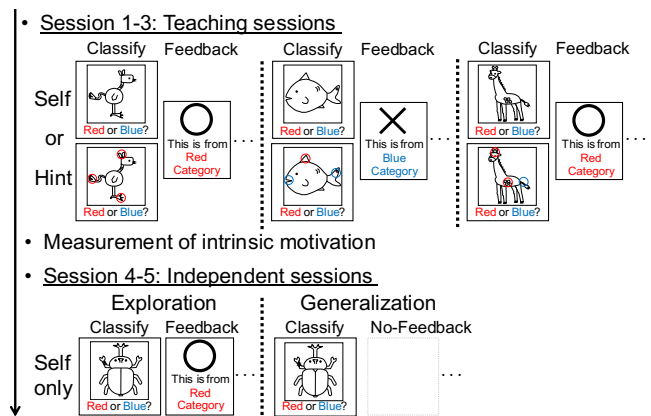 • Session 1-3: Teaching sessions
Classify Feedback Classify Feedback Classify Feedback
Self
or
Hint
Red or Blue?
This is from
Red
Category
...
Red or Blue?
Red or Blue?
This is from
Blue
Category
...
Red or Blue?
Red or Blue?
This is from
Red
Category
...
Red or Blue?
• Measurement of intrinsic motivation
• Session 4-5: Independent sessions
Exploration Generalization
Classify Feedback Classify No-Feedback
Self
only
Red or Blue?
This is from
Red
Category
...
Red or Blue?
...